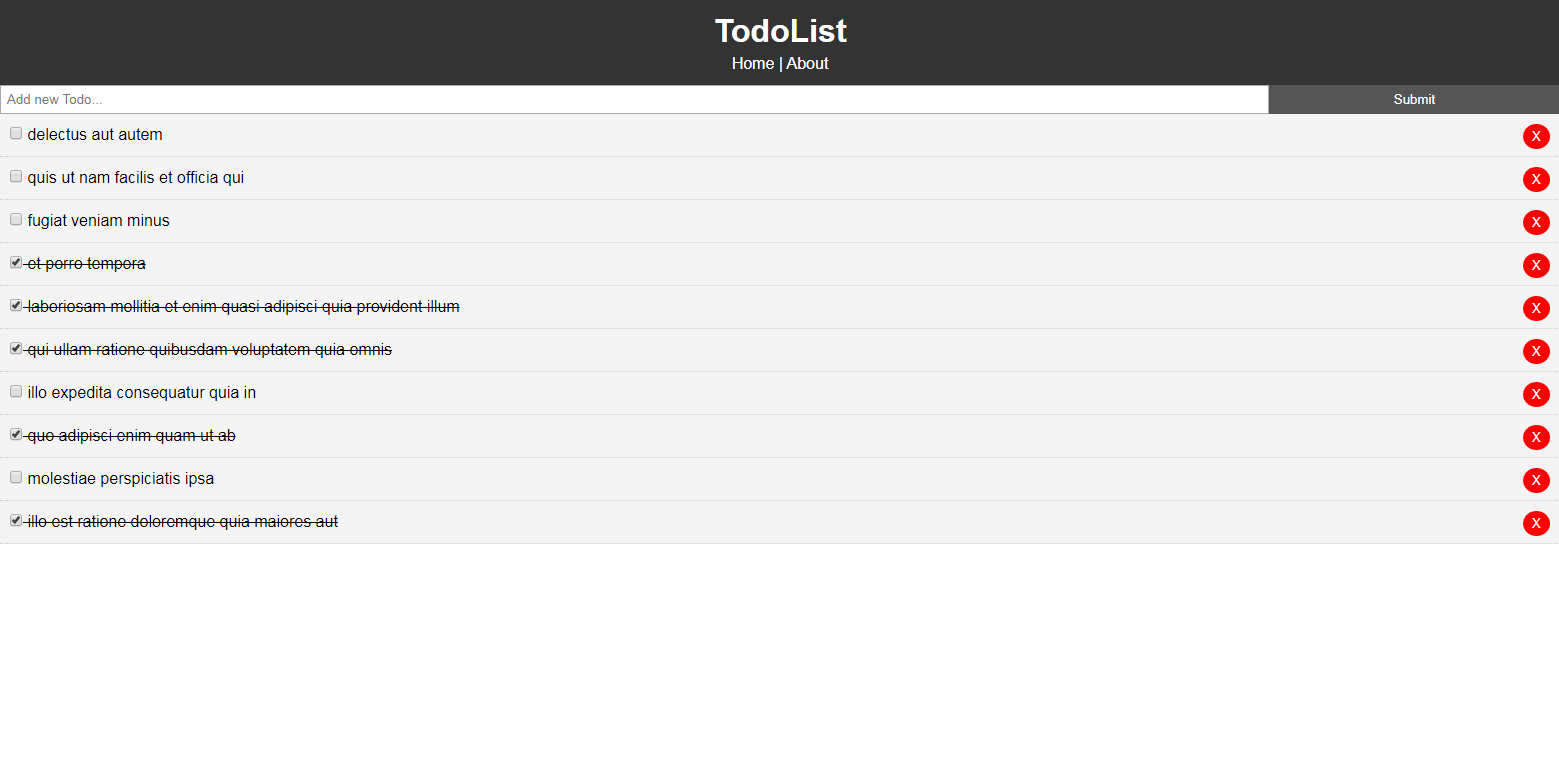 TodoList
Home | About
Add new Todo... Submit
delectus aut autem X
quis ut nam facilis et officia qui X
fugiat veniam minus X
et porro tempora X
laboriosam mollitia et enim quasi adipisci quia provident illum X
qui ullam ratione quibusdam voluptatem quia omnis X
illo expedita consequatur quia in X
quo adipisci enim quam ut ab X
molestiae perspiciatis ipsa X
illo est ratione doloremque quia maiores aut X